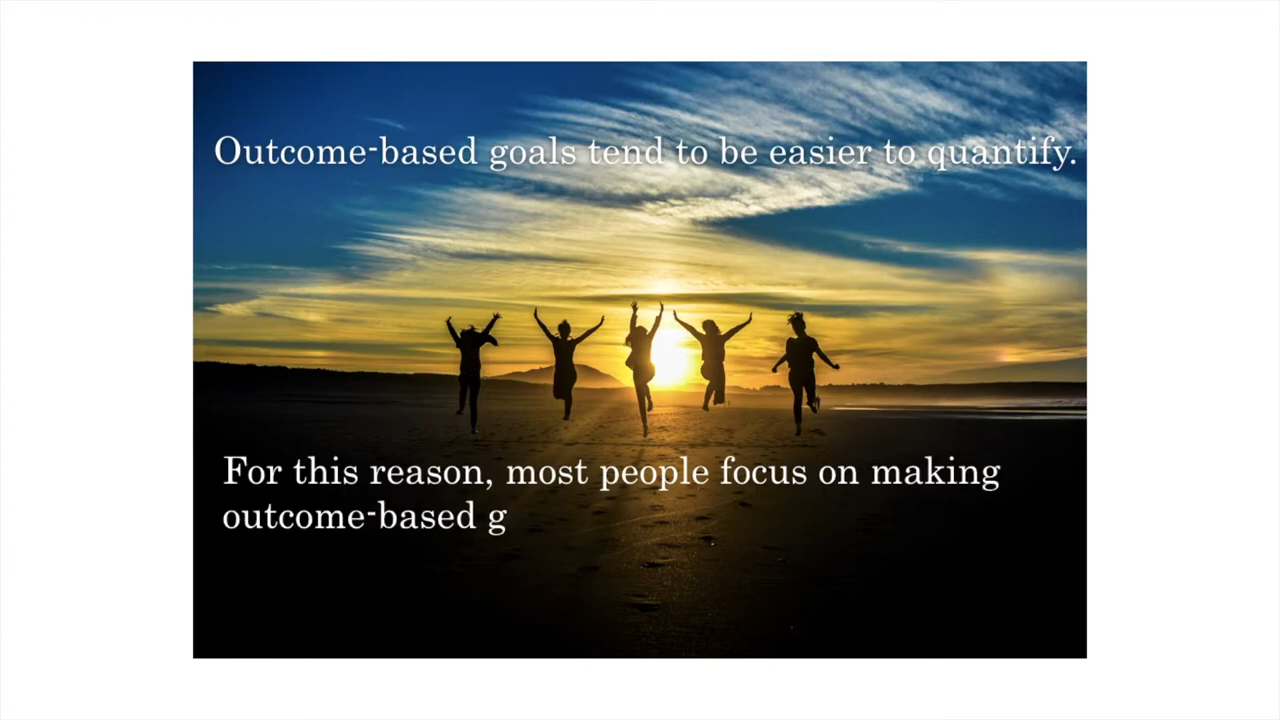 Outcome-based goals tend to be easier to quantify.
For this reason, most people focus on making
outcome-based g